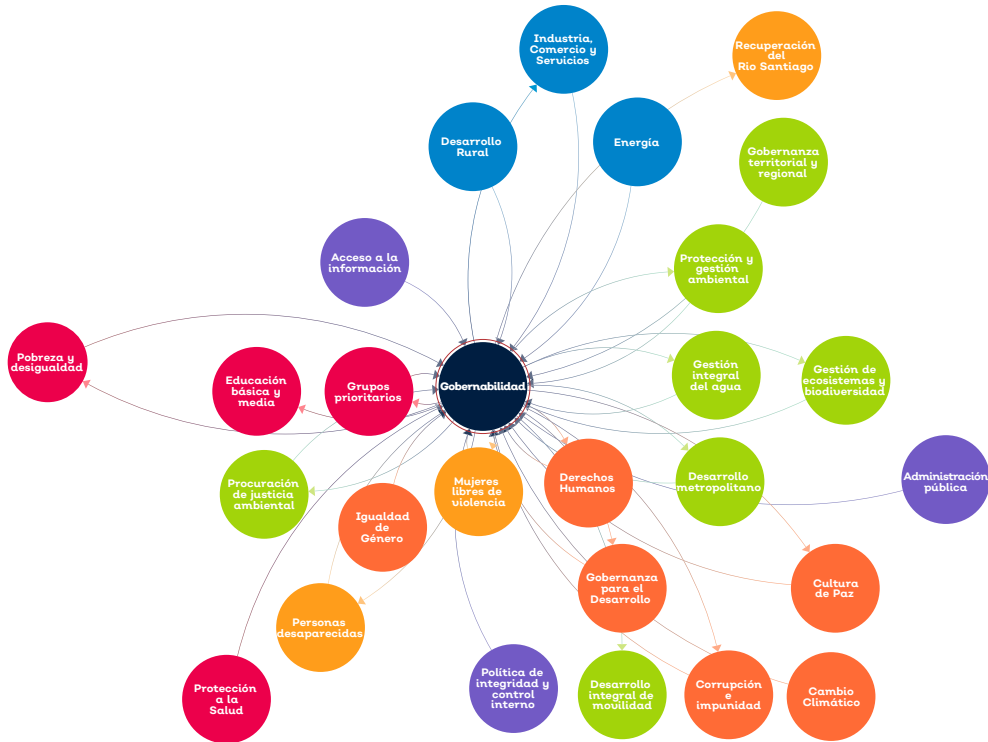 Industria,
Comercio y
Servicios
Recuperación
del
Río Santiago
Desarrollo
Rural
Energía
Gobernanza
territorial y
regional
Acceso a la
información
Protección y
gestión
ambiental
Pobreza y
desigualdad
Educación
básica y
media
Grupos
prioritarios
Gobernabilidad
Gestión
integral
del agua
Gestión de
ecosistemas y
biodiversidad
Procuración
de justicia
ambiental
Igualdad
de
Género
Mujeres
libres de
violencia
Derechos
Humanos
Desarrollo
metropolitano
Administración
pública
Personas
desaparecidas
Gobernanza
para el
Desarrollo
Cultura
de Paz
Protección
a la
Salud
Política de
integridad y
control
interno
Desarrollo
integral de
movilidad
Corrupción
e
impunidad
Cambio
Climático